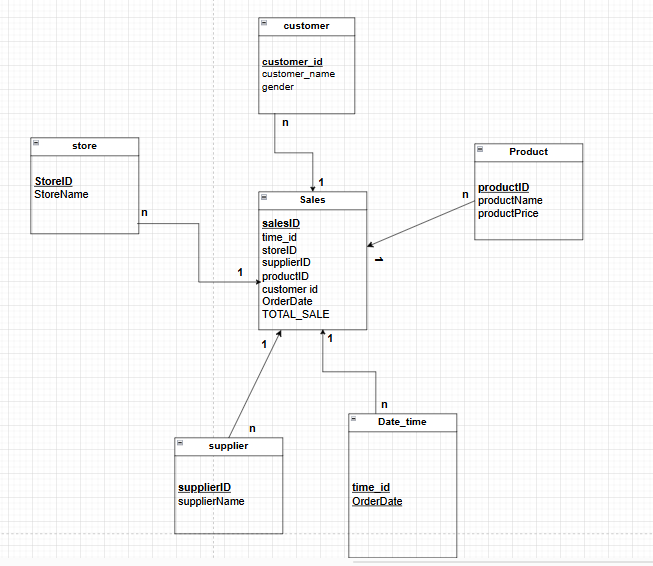 customer
customer_id
customer_name
gender
n
1
store
StoreID
StoreName
n
1
Product
productID
productName
productPrice
n
1
Sales
salesID
time_id
storeID
supplierID
productID
customer id
OrderDate
TOTAL_SALE
1
1
n
n
supplier
supplierID
supplierName
Date_time
time_id
OrderDate